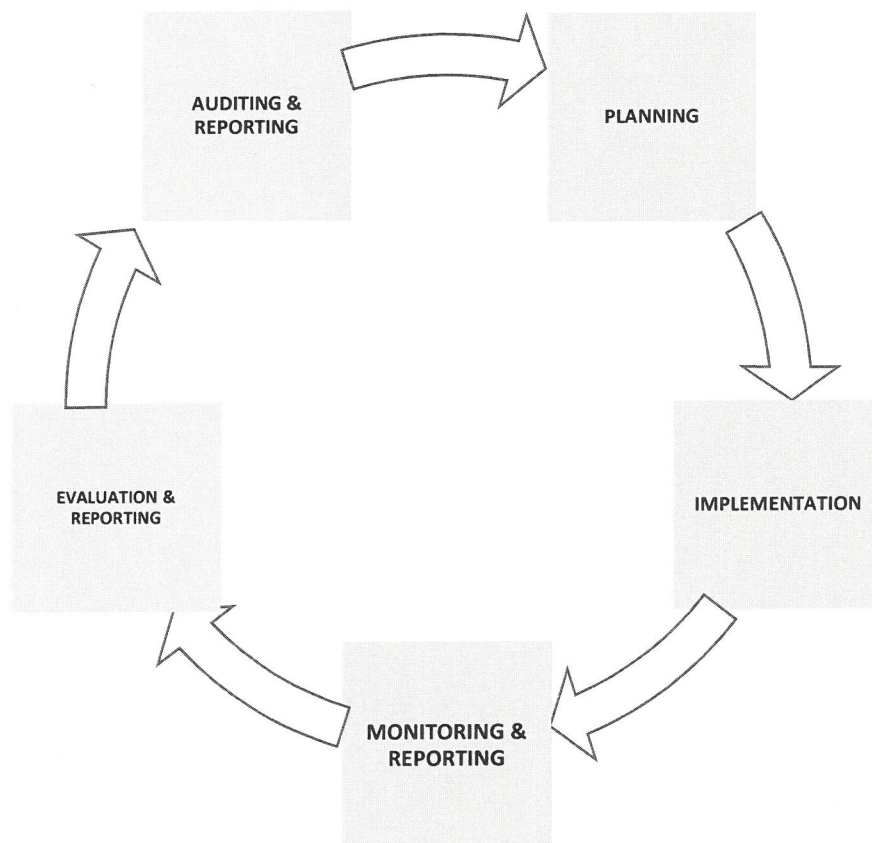 AUDITING &
REPORTING
PLANNING
IMPLEMENTATION
MONITORING &
REPORTING
EVALUATION &
REPORTING